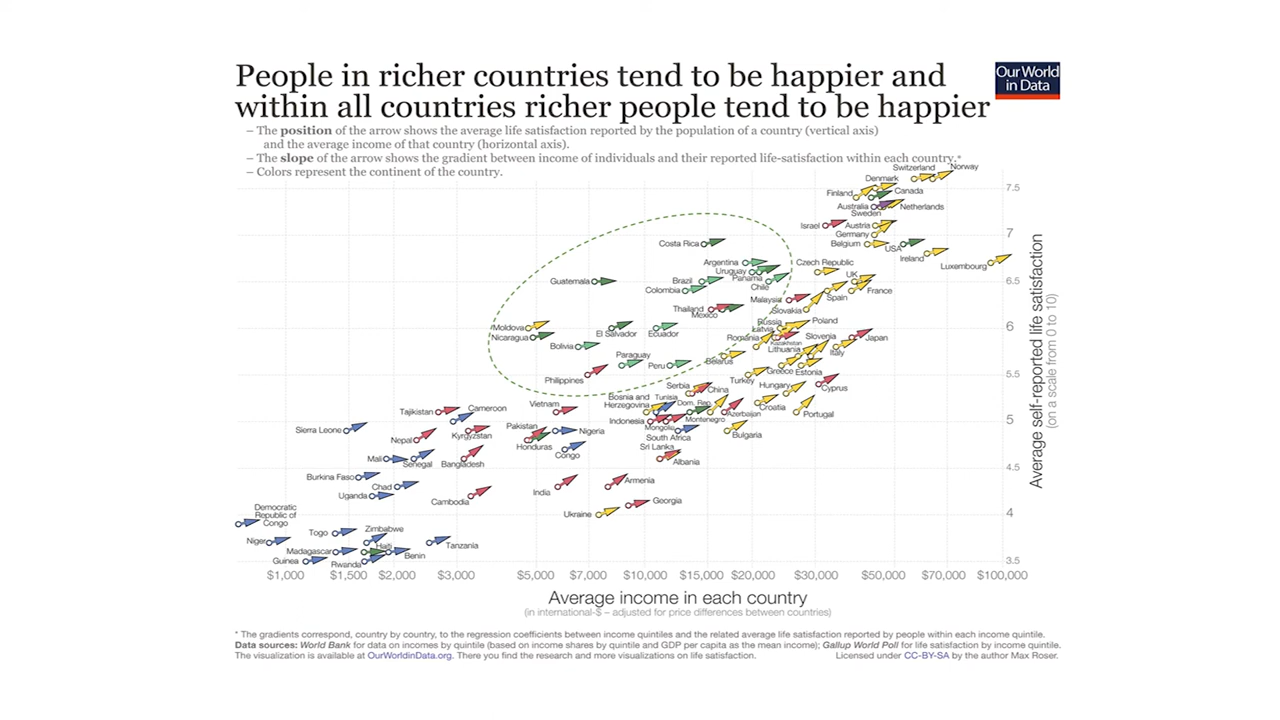 People in richer countries tend to be happier and
within all countries richer people tend to be happier
Our World
in Data
– The position of the arrow shows the average life satisfaction reported by the population of a country (vertical axis)
and the average income of that country (horizontal axis).
– The slope of the arrow shows the gradient between income of individuals and their reported life-satisfaction within each country.*
– Colors represent the continent of the country.
Switzerland
Norway
Denmark
Finland
Canada
7.5
Australia
Netherlands
Sweden
Israel
Austria
Germany
7
Costa Rica
Belgium
USA
Ireland
Argentina
Czech Republic
Luxembourg
Uruguay
Panama
UK
Guatemala
Brazil
6.5
Chile
Colombia
France
Spain
Malaysia
Thailand
Mexico
Slovakia
Russia
Poland
Moldova
Latvia
6
El Salvador
Ecuador
Nicaragua
Romania
Slovenia
Japan
Kazakhstan
Bolivia
Lithuania
Italy
Paraguay
Belarus
Peru
Greece
Estonia
5.5
Philippines
Turkey
Serbia
China
Hungary
Cyprus
Bosnia and
Herzegovina
Tunisia
Dom. Rep.
Vietnam
Cameroon
Tajikistan
Croatia
Azerbaijan
Portugal
Montenegro
Indonesia
5
Sierra Leone
Pakistan
Nigeria
Mongolia
Kyrgyzstan
Nepal
South Africa
Bulgaria
Honduras
Sri Lanka
Congo
Mali
Senegal
Bangladesh
Albania
4.5
Burkina Faso
Chad
Armenia
Uganda
India
Cambodia
Georgia
Ukraine
4
Democratic
Republic of
Congo
Togo
Zimbabwe
Niger
Haiti
Tanzania
Madagascar
Benin
Guinea
Rwanda
3.5
Average self-reported life satisfaction
(on a scale from 0 to 10)
$1,000
$1,500
$2,000
$3,000
$5,000
$7,000
$10,000
$15,000
$20,000
$30,000
$50,000
$70,000
$100,000
Average income in each country
(in international-$ – adjusted for price differences between countries)
* The gradients correspond, country by country, to the regression coefficients between income quintiles and the related average life satisfaction reported by people within each income quintile.
Data sources: World Bank for data on incomes by quintile (based on income shares by quintile and GDP per capita as the mean income); Gallup World Poll for life satisfaction by income quintile.
The visualization is available at OurWorldinData.org. There you find the research and more visualizations on life satisfaction.
Licensed under CC-BY-SA by the author Max Roser.